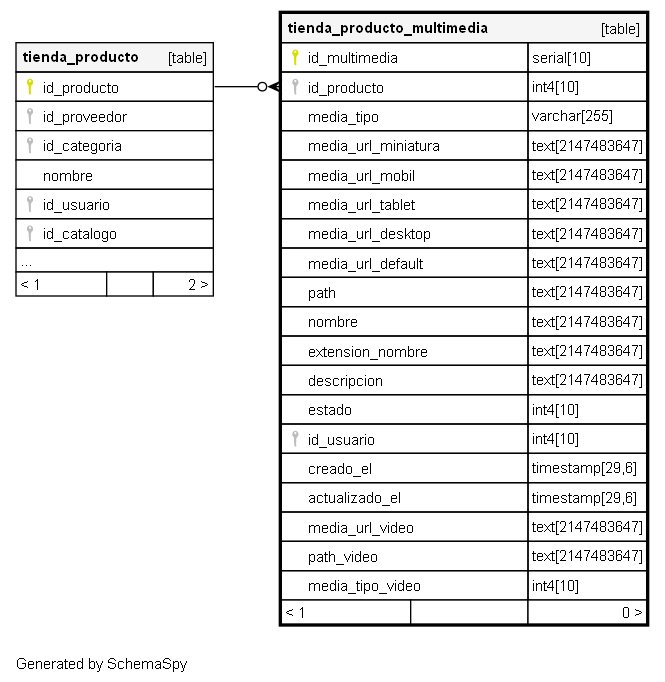 tienda_producto [table]
id_producto
id_proveedor
id_categoria
nombre
id_usuario
id_catalogo
...
< 1 2 >
tienda_producto_multimedia [table]
id_multimedia serial[10]
id_producto int4[10]
media_tipo varchar[255]
media_url_miniatura text[2147483647]
media_url_mobil text[2147483647]
media_url_tablet text[2147483647]
media_url_desktop text[2147483647]
media_url_default text[2147483647]
path text[2147483647]
nombre text[2147483647]
extension_nombre text[2147483647]
descripcion text[2147483647]
estado int4[10]
id_usuario int4[10]
creado_el timestamp[29,6]
actualizado_el timestamp[29,6]
media_url_video text[2147483647]
path_video text[2147483647]
media_tipo_video int4[10]
< 1 0 >
Generated by SchemaSpy